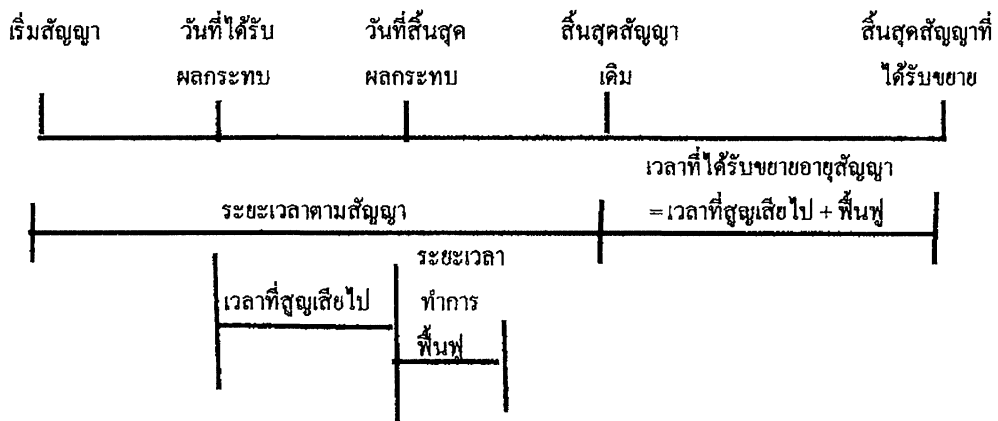 เริ่มสัญญา
วันที่ได้รับ
ผลกระทบ
วันที่สิ้นสุด
ผลกระทบ
สิ้นสุดสัญญา
เดิม
สิ้นสุดสัญญาที่
ได้รับขยาย
เวลาที่ได้รับขยายอายุสัญญา
=เวลาที่สูญเสียไป + ฟื้นฟู
ระยะเวลาตามสัญญา
เวลาที่สูญเสียไป
ระยะเวลา
ทำการ
ฟื้นฟู